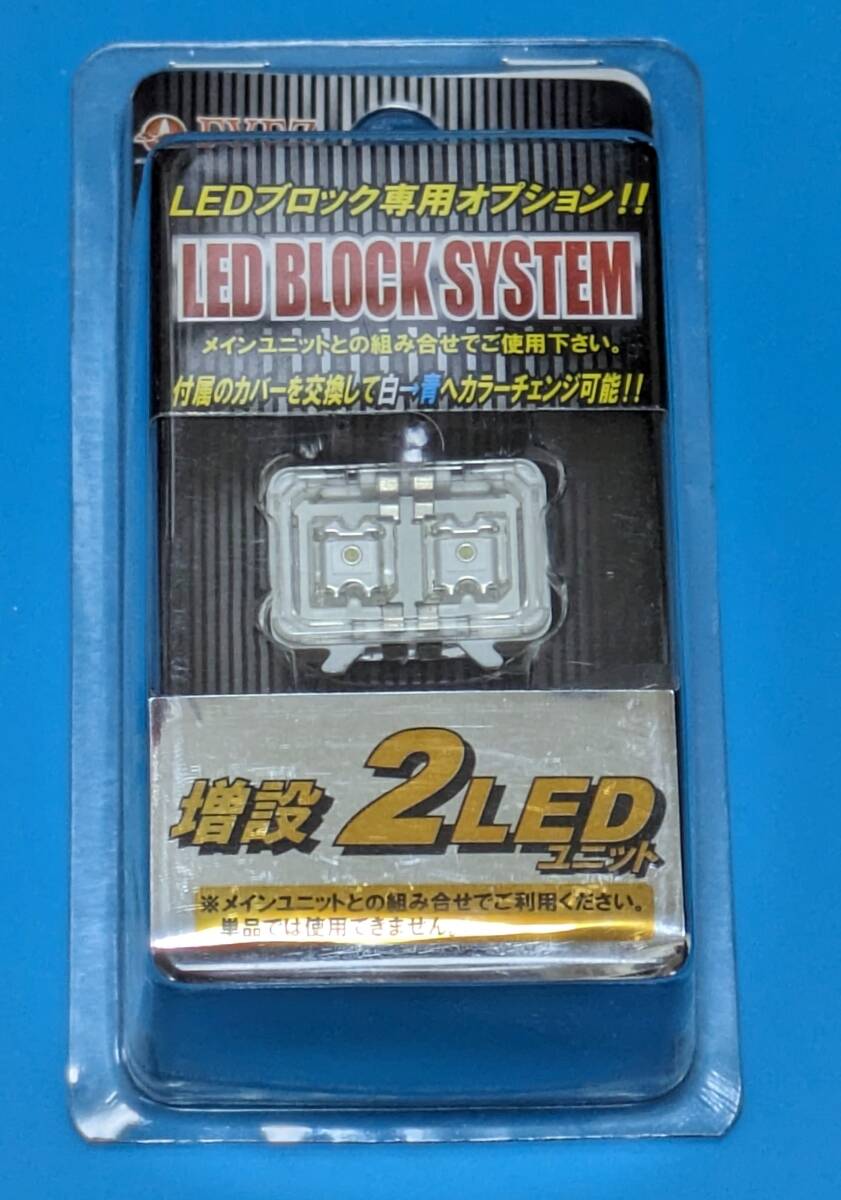 LEDブロック専用オプション!!
LED BLOCK SYSTEM
メインユニットとの組み合せでご使用下さい。
付属のカバーを交換して白→青へカラーチェンジ可能!!
増設 2LED
ユニット
※メインユニットとの組み合せでご利用ください。
単品では使用できません。